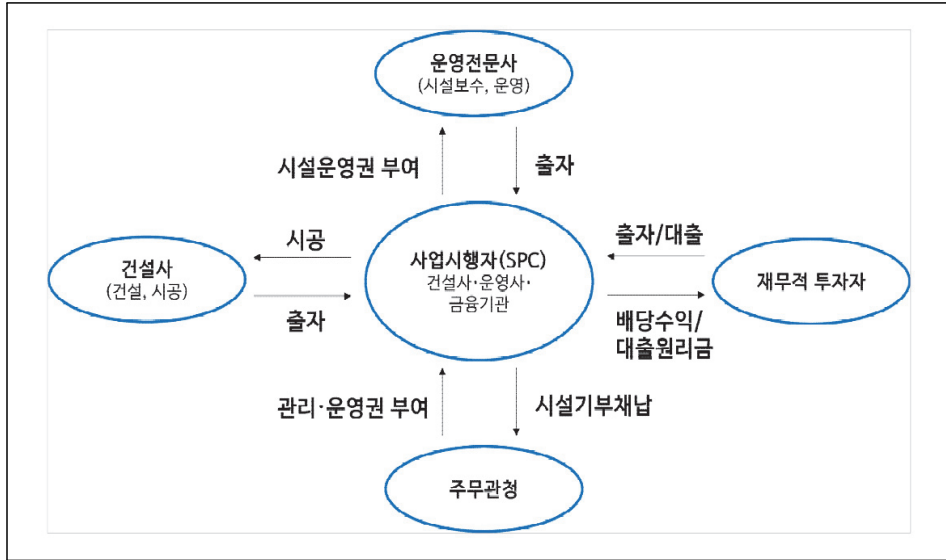 운영전문사
(시설보수, 운영)
시설운영권 부여
출자
시공
건설사
(건설, 시공)
출자
사업시행자(SPC)
건설사·운영사·
금융기관
출자/대출
재무적 투자자
배당수익/
대출원리금
관리·운영권 부여
시설기부채납
주무관청